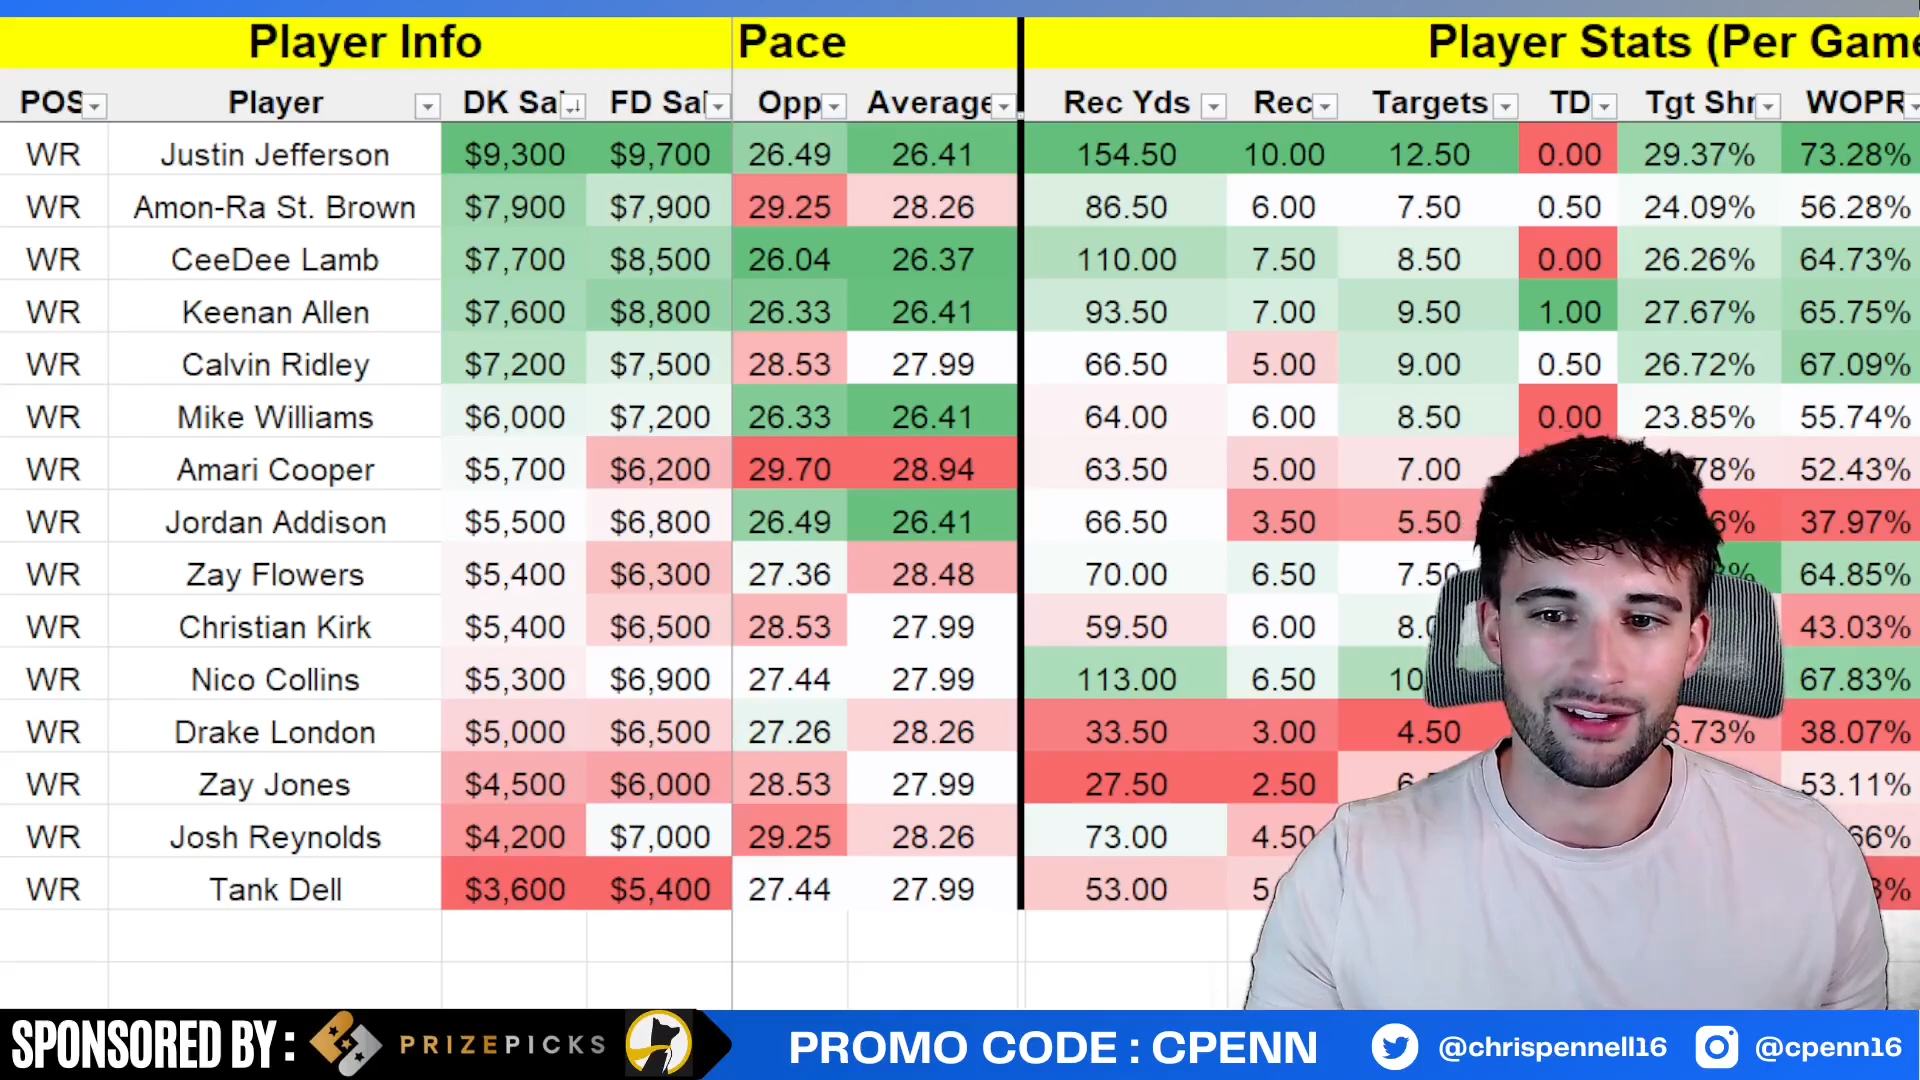 Player Info Pace Player Stats (Per Game
POS Player DK Sal FD Sal Opp Average Rec Yds Rec Targets TD Tgt Shr WOPR
WR Justin Jefferson $9,300 $9,700 26.49 26.41 154.50 10.00 12.50 0.00 29.37% 73.28%
WR Amon-Ra St. Brown $7,900 $7,900 29.25 28.26 86.50 6.00 7.50 0.50 24.09% 56.28%
WR CeeDee Lamb $7,700 $8,500 26.04 26.37 110.00 7.50 8.50 0.00 26.26% 64.73%
WR Keenan Allen $7,600 $8,800 26.33 26.41 93.50 7.00 9.50 1.00 27.67% 65.75%
WR Calvin Ridley $7,200 $7,500 28.53 27.99 66.50 5.00 9.00 0.50 26.72% 67.09%
WR Mike Williams $6,000 $7,200 26.33 26.41 64.00 6.00 8.50 0.00 23.85% 55.74%
WR Amari Cooper $5,700 $6,200 29.70 28.94 63.50 5.00 7.00 52.43%
WR Jordan Addison $5,500 $6,800 26.49 26.41 66.50 3.50 5.50 37.97%
WR Zay Flowers $5,400 $6,300 27.36 28.48 70.00 6.50 7.50 64.85%
WR Christian Kirk $5,400 $6,500 28.53 27.99 59.50 6.00 43.03%
WR Nico Collins $5,300 $6,900 27.44 27.99 113.00 6.50 67.83%
WR Drake London $5,000 $6,500 27.26 28.26 33.50 3.00 4.50 38.07%
WR Zay Jones $4,500 $6,000 28.53 27.99 27.50 2.50 53.11%
WR Josh Reynolds $4,200 $7,000 29.25 28.26 73.00 4.50
WR Tank Dell $3,600 $5,400 27.44 27.99 53.00
SPONSORED BY : PRIZEPICKS PROMO CODE : CPENN @chrispennell16 @cpenn16